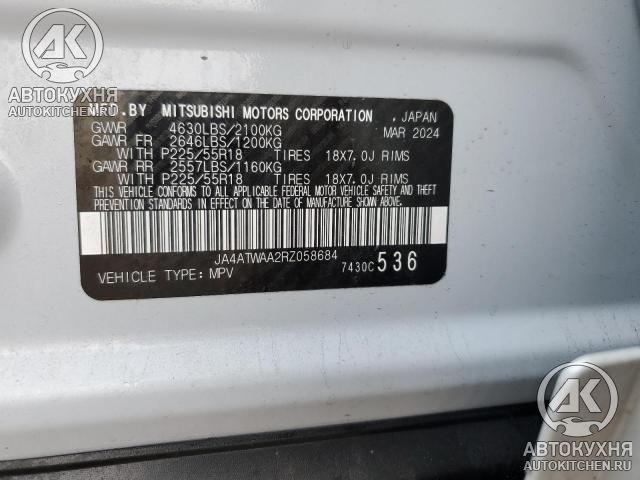 АК
АВТОКУХНЯ
AUTOKITCHEN.RU
MFD.BY MITSUBISHI MOTORS CORPORATION , JAPAN
GVWR 4630LBS/2100KG MAR 2024
GAWR FR 2646LBS/1200KG
WITH P225/55R18 TIRES 18X7.0J RIMS
GAWR RR 2557LBS/1160KG
WITH P225/55R18 TIRES 18X7.0J RIMS
THIS VEHICLE CONFORMS TO ALL APPLICABLE FEDERAL MOTOR VEHICLE SAFETY AND THEFT
PREVENTION STANDARDS IN EFFECT ON THE DATE OF MANUFACTURE SHOWN ABOVE.
JA4ATWAA2RZ058684
VEHICLE TYPE: MPV 7430C 536
АК
АВТОКУХНЯ
AUTOKITCHEN.RU